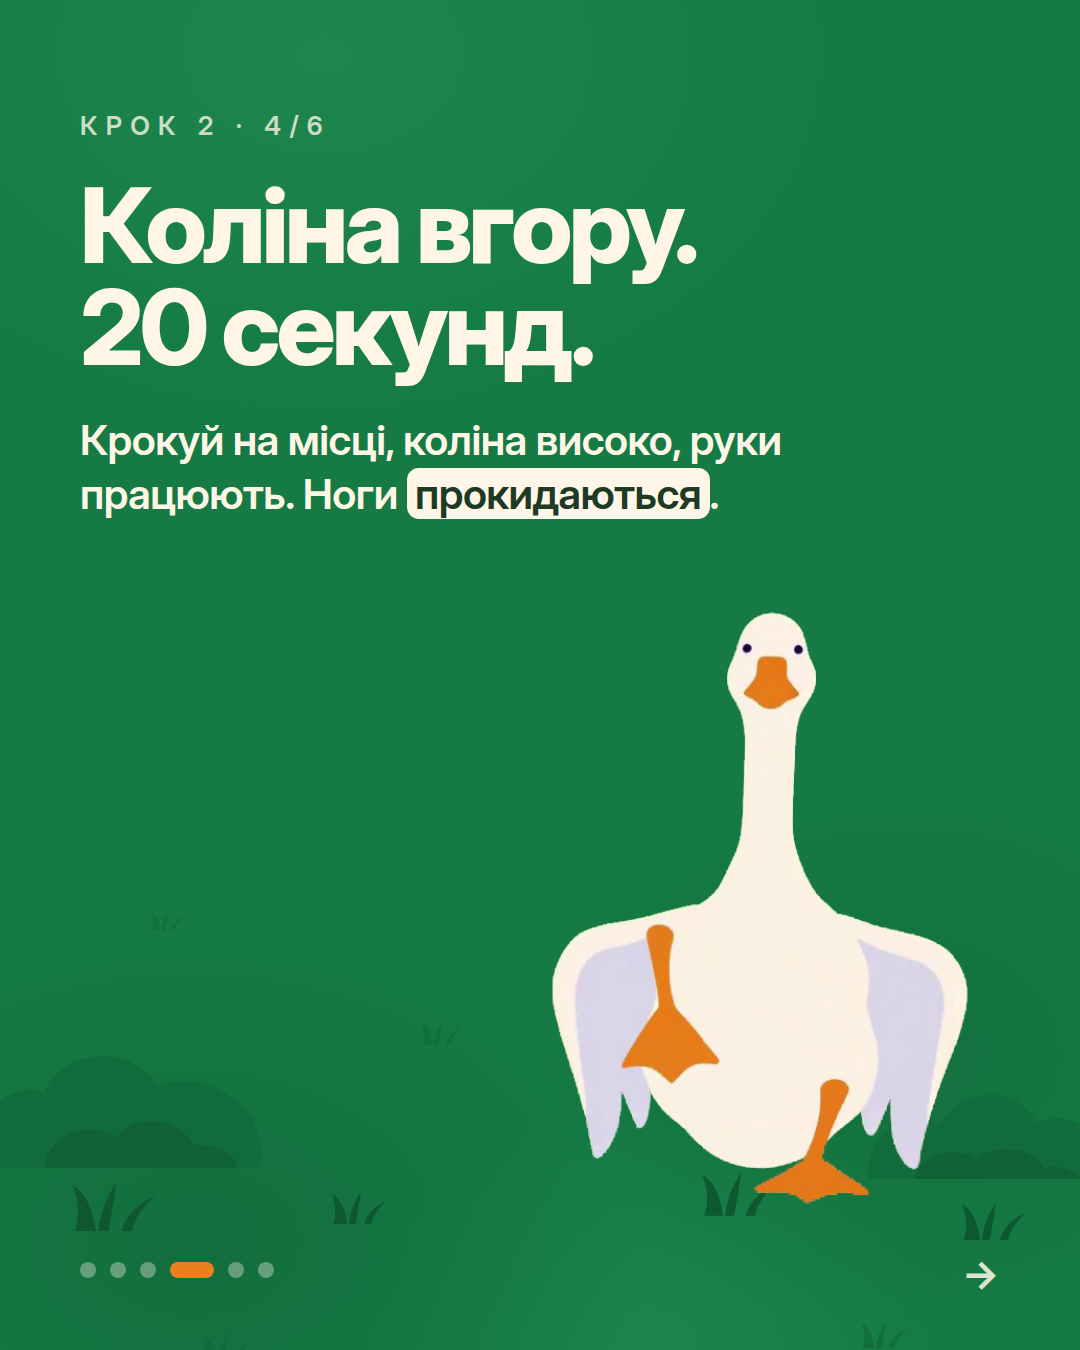 КРОК 2 · 4/6
Коліна вгору.
20 секунд.
Крокуй на місці, коліна високо, руки
працюють. Ноги прокидаються.